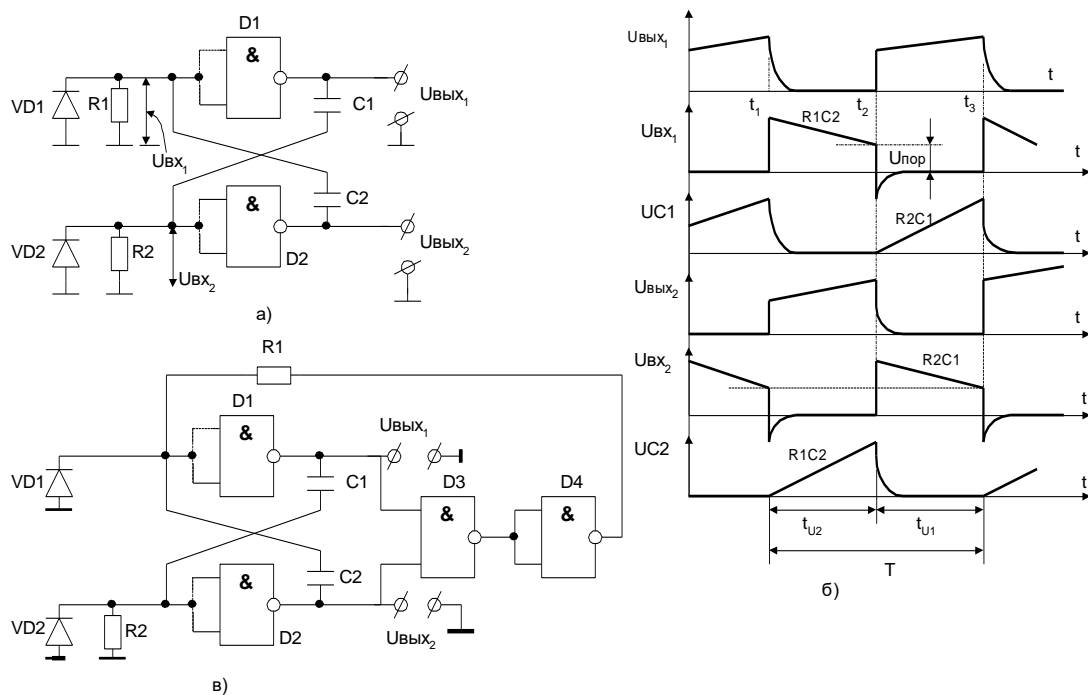 D1
&
VD1
R1
Uвх₁
C1
Uвых₁
&
VD2
R2
Uвх₂
D2
C2
Uвых₂
а)
R1
D1
&
VD1
C1
Uвых₁
D3
&
D4
&
C2
&
VD2
R2
D2
Uвых₂
в)
Uвых₁
t
t₁
t₂
t₃
Uвх₁
R1C2
Uпор
t
UC1
R2C1
t
Uвых₂
t
Uвх₂
R2C1
t
UC2
R1C2
t
tU2
tU1
T
б)